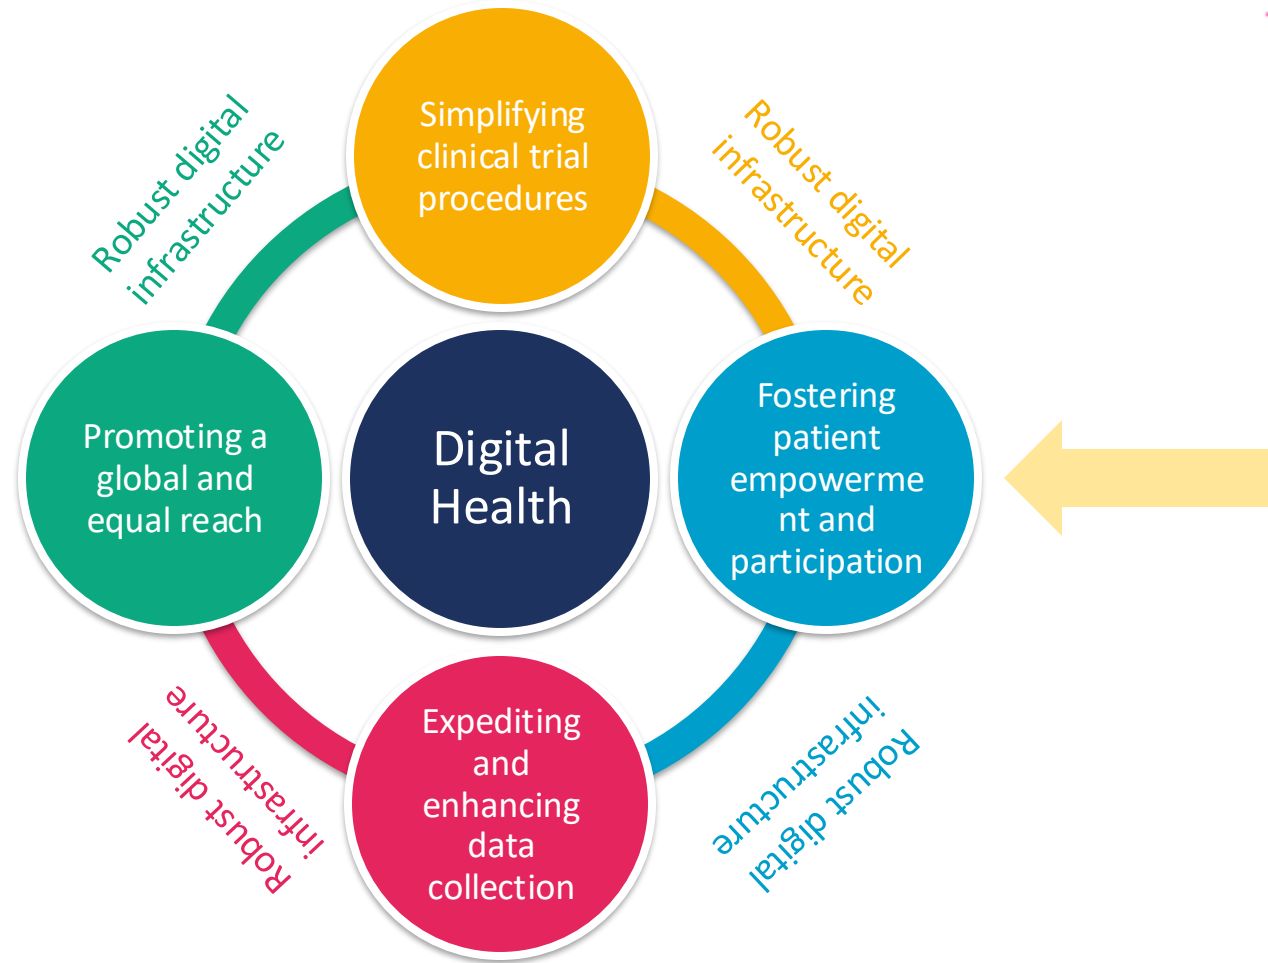 Simplifying
clinical trial
procedures
Robust digital
infrastructure
Robust digital
infrastructure
Promoting a
global and
equal reach
Digital
Health
Fostering
patient
empowerme
nt and
participation
Expediting
and
enhancing
data
collection
Robust digital
infrastructure
Robust digital
infrastructure